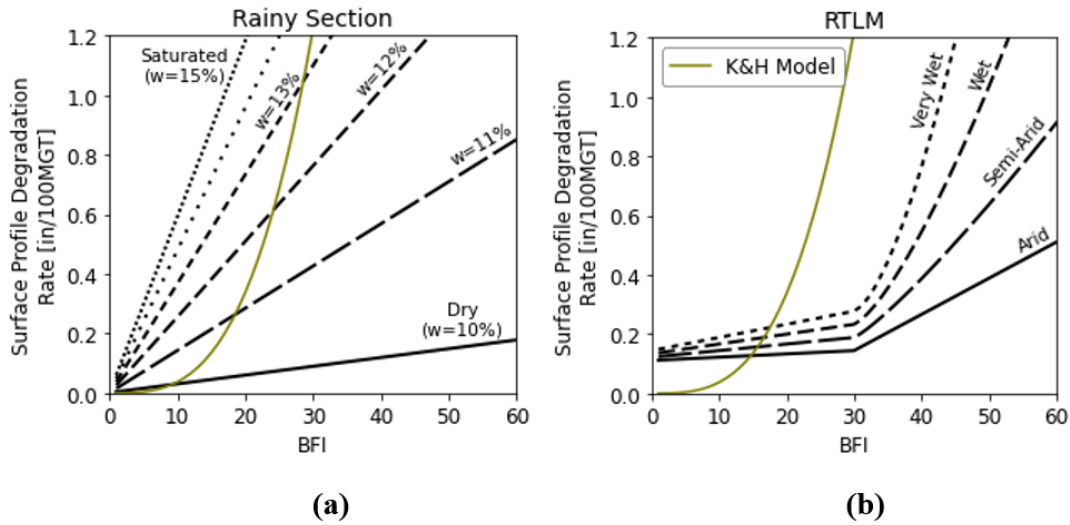 Rainy Section
1.2
1.0
0.8
0.6
0.4
0.2
0.0
Surface Profile Degradation
Rate [in/100MGT]
Saturated
(w=15%)
w=13%
w=12%
w=11%
Dry
(w=10%)
0
10
20
30
40
50
60
BFI
(a)
RTLM
1.2
1.0
0.8
0.6
0.4
0.2
0.0
Surface Profile Degradation
Rate [in/100MGT]
K&H Model
Very Wet
Wet
Semi-Arid
Arid
0
10
20
30
40
50
60
BFI
(b)